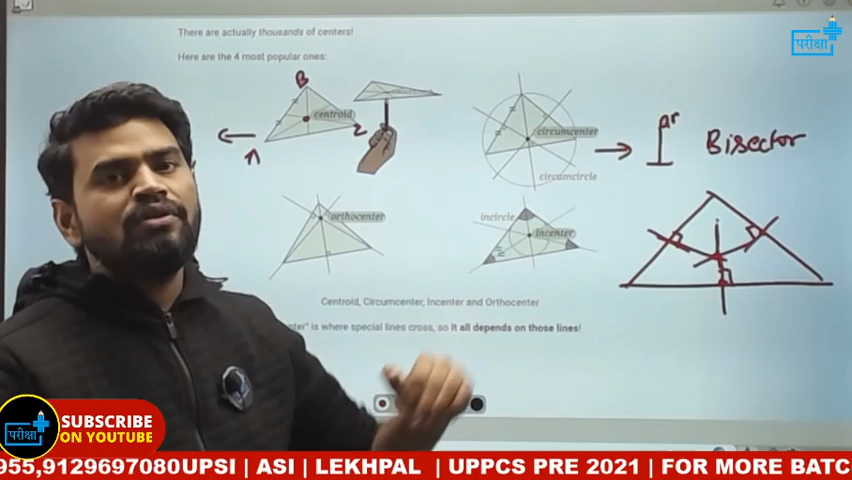 There are actually thousands of centers!
Here are the 4 most popular ones:
परीक्षा
B
centroid
circumcenter
circumcircle
Bisector
orthocenter
incircle
incenter
Centroid, Circumcenter, Incenter and Orthocenter
is where special lines cross, so it all depends on those lines!
परीक्षा
SUBSCRIBE
ON YOUTUBE
955,9129697080UPSI | ASI | LEKHPAL | UPPCS PRE 2021 | FOR MORE BATC